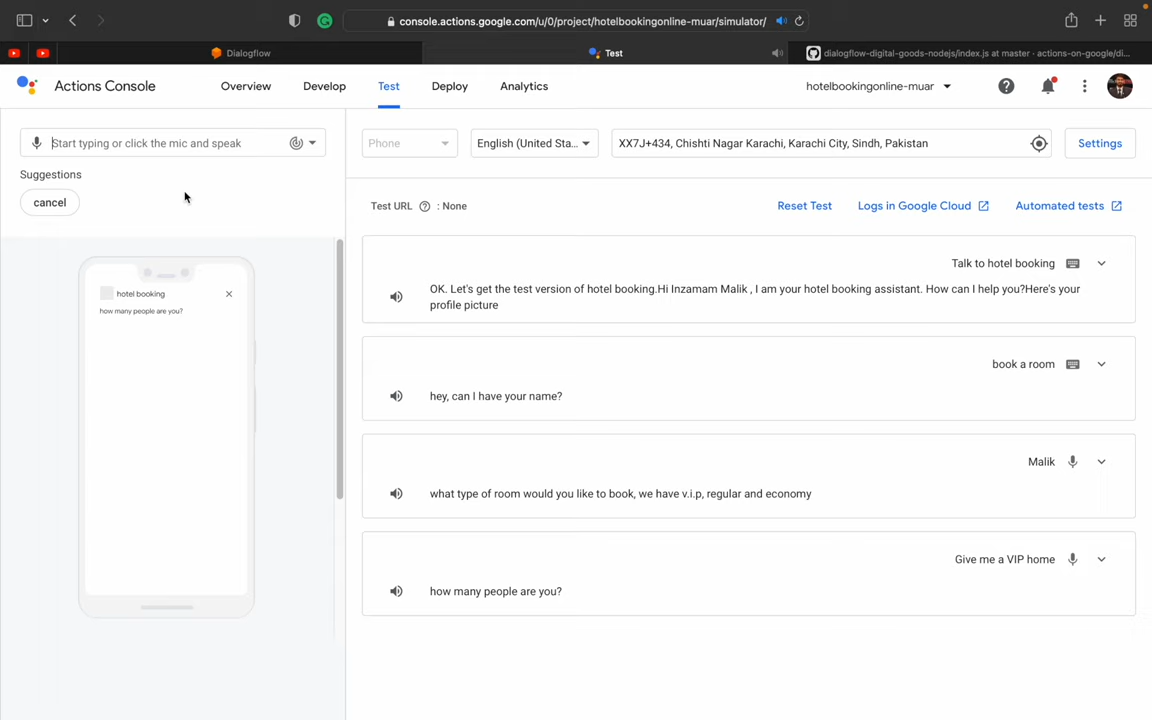 console.actions.google.com/u/0/project/hotelbookingonline-muar/simulator/
Dialogflow
Test
dialogflow-digital-goods-nodejs/index.js at master · actions-on-google/di...
Actions Console
Overview
Develop
Test
Deploy
Analytics
hotelbookingonline-muar
Start typing or click the mic and speak
Phone
English (United Sta...
XX7J+434, Chishti Nagar Karachi, Karachi City, Sindh, Pakistan
Settings
Suggestions
cancel
Test URL : None
Reset Test
Logs in Google Cloud
Automated tests
hotel booking
how many people are you?
Talk to hotel booking
OK. Let's get the test version of hotel booking.Hi Inzamam Malik , I am your hotel booking assistant. How can I help you?Here's your
profile picture
book a room
hey, can I have your name?
Malik
what type of room would you like to book, we have v.i.p, regular and economy
Give me a VIP home
how many people are you?